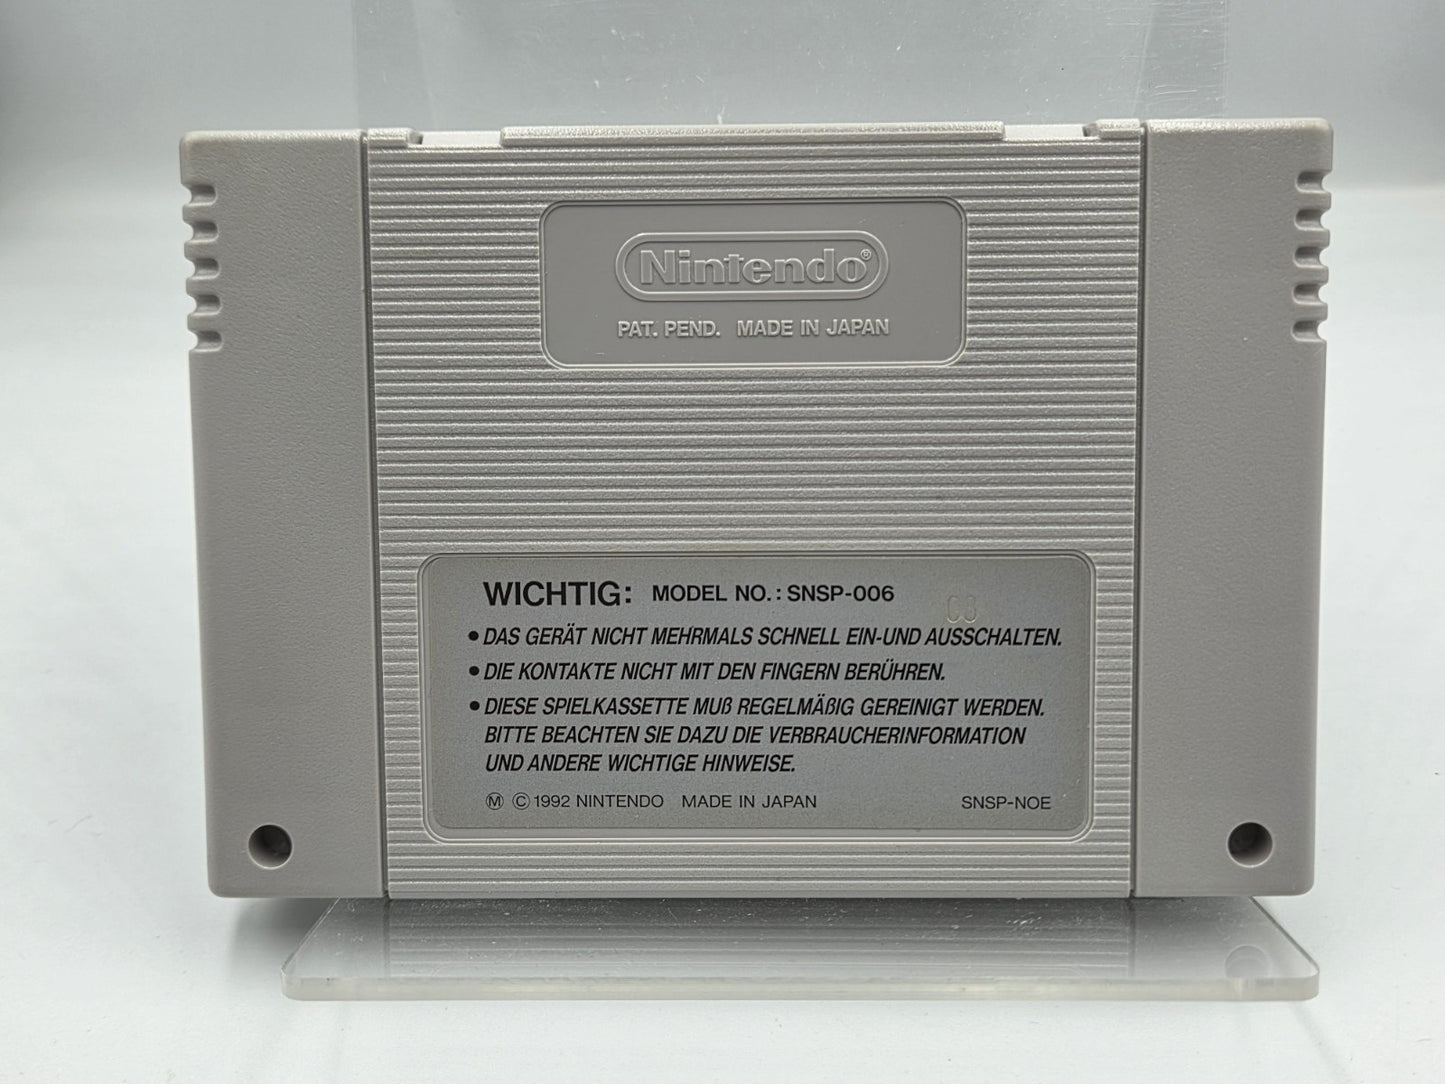 Nintendo®
PAT. PEND. MADE IN JAPAN
WICHTIG: MODEL NO.: SNSP-006
03
• DAS GERÄT NICHT MEHRMALS SCHNELL EIN-UND AUSSCHALTEN.
• DIE KONTAKTE NICHT MIT DEN FINGERN BERÜHREN.
• DIESE SPIELKASSETTE MUß REGELMÄßIG GEREINIGT WERDEN.
BITTE BEACHTEN SIE DAZU DIE VERBRAUCHERINFORMATION
UND ANDERE WICHTIGE HINWEISE.
Ⓜ © 1992 NINTENDO MADE IN JAPAN SNSP-NOE